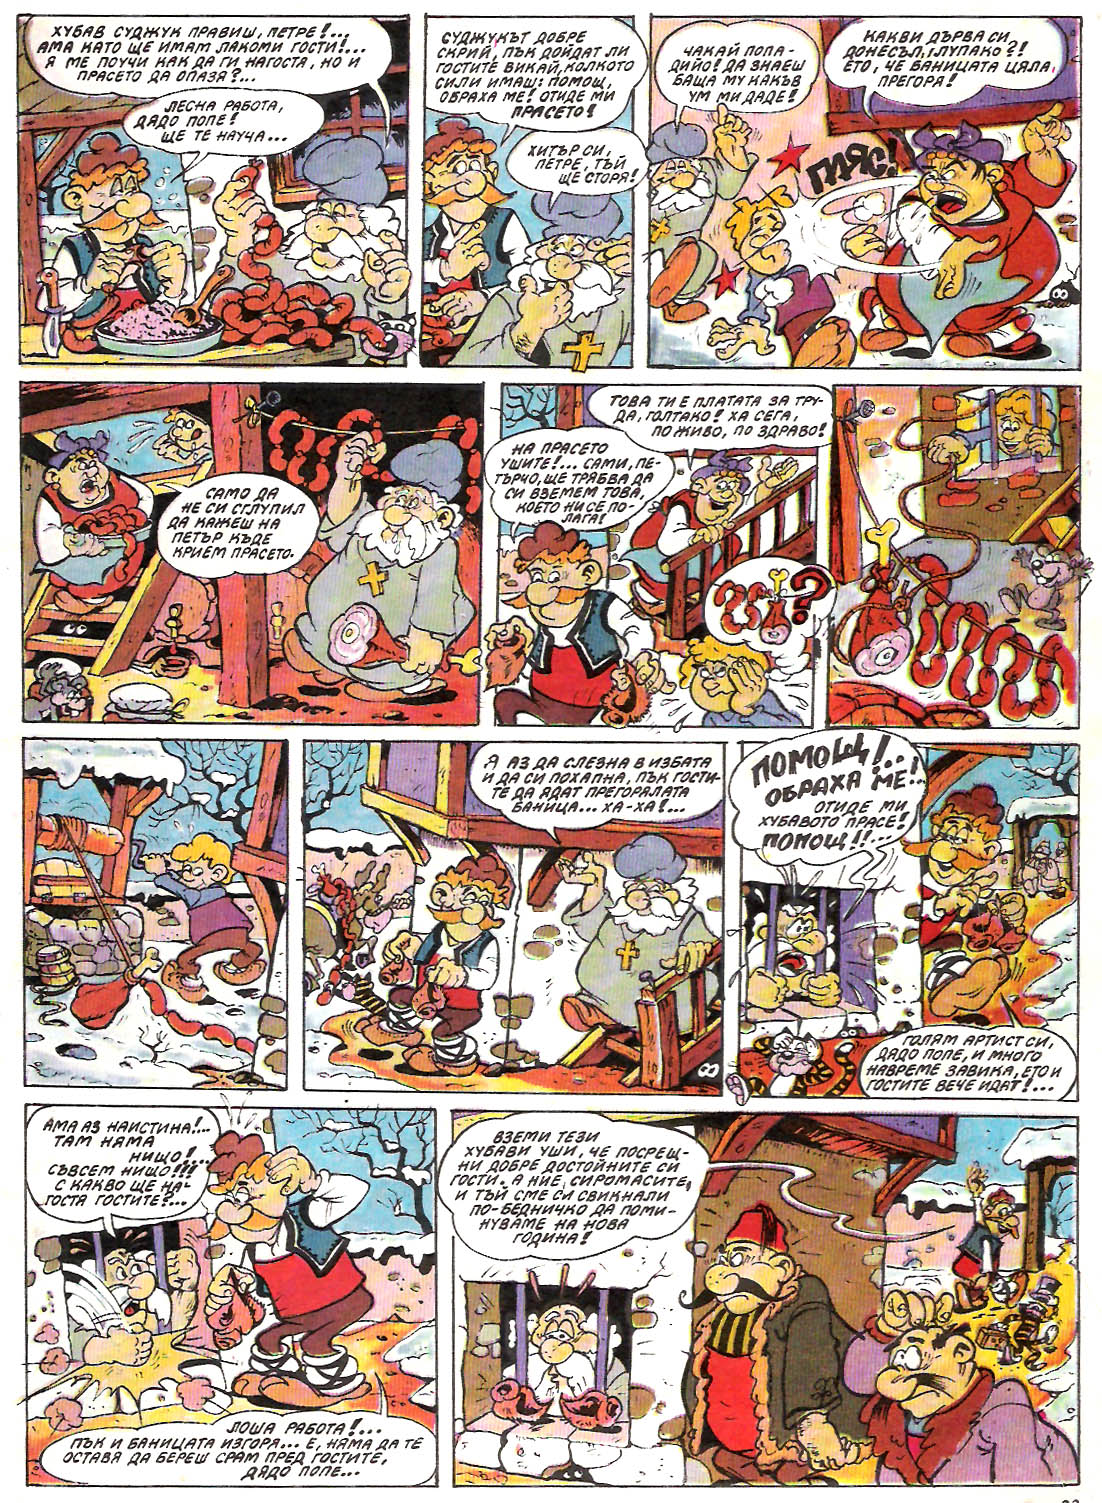 ХУБАВ СУДЖУК ПРАВИШ, ПЕТРЕ!...
АМА КАТО ЩЕ ИМАМ ЛАКОМИ ГОСТИ!...
Я МЕ ПОУЧИ КАК ДА ГИ НАГОСТЯ, НО И
ПРАСЕТО ДА ОПАЗЯ?...
ЛЕСНА РАБОТА,
ДЯДО ПОПЕ!
ЩЕ ТЕ НАУЧА...
СУДЖУКЪТ ДОБРЕ
СКРИЙ, ПЪК ДОЙДАТ ЛИ
ГОСТИТЕ ВИКАЙ, КОЛКОТО
СИЛИ ИМАШ: ПОМОЩ,
ОБРАХА МЕ! ОТИДЕ МИ
ПРАСЕТО!
ХИТЪР СИ,
ПЕТРЕ, ТЪЙ
ЩЕ СТОРЯ!
ЧАКАЙ ПОПА-
ДИЙО! ДА ЗНАЕШ
БАЩА МУ КАКЪВ
УМ МИ ДАДЕ!
КАКВИ ДЪРВА СИ
ДОНЕСЪЛ, ГЛУПАКО?!
ЕТО, ЧЕ БАНИЦАТА ЦЯЛА
ПРЕГОРЯ!
ПЛЯС!
САМО ДА
НЕ СИ СГЛУПИЛ
ДА КАЖЕШ НА
ПЕТЪР КЪДЕ
КРИЕМ ПРАСЕТО.
ТОВА ТИ Е ПЛАТАТА ЗА ТРУ-
ДА, ГОЛТАКО! ХА СЕГА,
ПО ЖИВО, ПО ЗДРАВО!
НА ПРАСЕТО
УШИТЕ!... САМИ, ПЕ-
ТЪРЧО, ЩЕ ТРЯБВА ДА
СИ ВЗЕМЕМ ТОВА,
КОЕТО НИ СЕ ПО-
ЛАГА!
?
Я АЗ ДА СЛЕЗНА В ИЗБАТА
И ДА СИ ПОХАПНА, ПЪК ГОСТИ-
ТЕ ДА ЯДАТ ПРЕГОРЯЛАТА
БАНИЦА... ХА-ХА!...
ПОМОЩ!..
ОБРАХА МЕ!..
ОТИДЕ МИ
ХУБАВОТО ПРАСЕ!
ПОМОЩ!!...
ГОЛЯМ АРТИСТ СИ,
ДЯДО ПОПЕ, И МНОГО
НАВРЕМЕ ЗАВИКА, ЕТО И
ГОСТИТЕ ВЕЧЕ ИДАТ!...
АМА АЗ НАИСТИНА!...
ТАМ НЯМА
НИЩО!...
СЪВСЕМ НИЩО!!!
С КАКВО ЩЕ НА-
ГОСТЯ ГОСТИТЕ?...
ЛОША РАБОТА!...
ПЪК И БАНИЦАТА ИЗГОРЯ... Е, НЯМА ДА ТЕ
ОСТАВЯ ДА БЕРЕШ СРАМ ПРЕД ГОСТИТЕ,
ДЯДО ПОПЕ...
ВЗЕМИ ТЕЗИ
ХУБАВИ УШИ, ЧЕ ПОСРЕЩ-
НИ ДОБРЕ ДОСТОЙНИТЕ СИ
ГОСТИ. А НИЕ, СИРОМАСИТЕ,
И ТЪЙ СМЕ СИ СВИКНАЛИ
ПО-БЕДНИЧКО ДА ПОМИ-
НУВАМЕ НА НОВА
ГОДИНА!